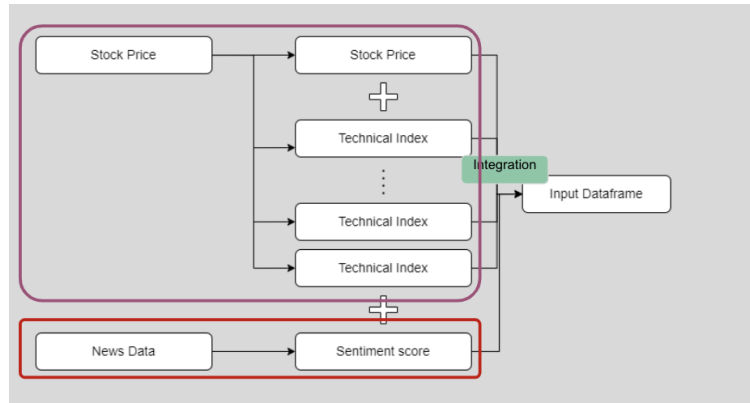 Stock Price
Stock Price
Technical Index
Integration
Input Dataframe
Technical Index
Technical Index
News Data
Sentiment score